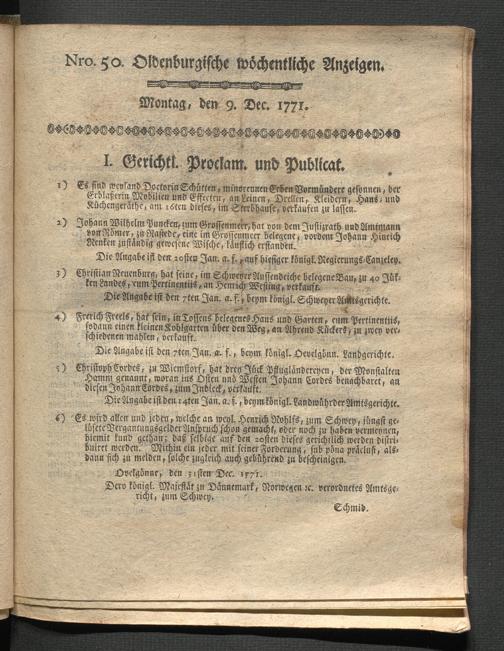 Nro. 50. Oldenburgische wöchentliche Anzeigen.
Montag, den 9. Dec. 1771.
I. Gerichtl. Proclam. und Publicat.
1) Es sind weyland Doctorin Schütten, minorennen Erben Vormündere gesonnen, der
Erblasserin Mobilien und Effecten, an Leinen, Drellen, Kleidern, Haus- und
Küchengeräthe, am 16ten dieses, im Sterbhause, verkaufen zu lassen.
2) Johann Wilhelm Puncken, zum Grossenmeer, hat von dem Justizrath und Amtmann
von Römer, zu Rastede, eine im Grossenmeer belegene, vordem Johann Hinrich
Menken zuständig gewesene Wische, käuflich erstanden.
Die Angabe ist den 20sten Jan. a. f., auf hiesiger königl. Regierungs-Canzeley.
3) Christian Neuenburg, hat seine, im Schweyer Aussendeiche belegene Bau, zu 40 Jük-
ken Landes, cum Pertinentiis, an Henrich Westing, verkauft.
Die Angabe ist den 7ten Jan. a. f., beym königl. Schweyer Amtsgerichte.
4) Frerich Freels, hat sein, in Tossens belegenes Haus und Garten, cum Pertinentiis,
sodann einen kleinen Kohlgarten über den Weg, an Ahrend Kückers, zu zwey ver-
schiedenen mahlen, verkauft.
Die Angabe ist den 7ten Jan. a. f., beym königl. Ovelgönn. Landgerichte.
5) Christoph Cordes, zu Wiemstorf, hat drey Jück Pflugländereyen, der Monstalten
Hamm genannt, woran ins Osten und Westen Johann Cordes benachbaret, an
diesen Johann Cordes, zum Indieck, verkauft.
Die Angabe ist den 14ten Jan. a. f., beym königl. Landwührder Amtsgerichte.
6) Es wird allen und jeden, welche an weyl. Henrich Rohlfs, zum Schwey, jüngst ge-
lösete Vergantungsgelder Anspruch schon gemacht, oder noch zu haben vermeynen,
hiemit kund gethan; daß selbige auf den 20sten dieses gerichtlich werden distri-
buiret werden. Mithin ein jeder mit seiner Forderung, sub pöna präclusi, als-
dann sich zu melden, solche zugleich auch gebührend zu bescheinigen.
Ovelgönne, den Dec. 1771.
Dero königl. Majestät zu Dännemark, Norwegen ꝛc. verordnetes Amtsge-
richt, zum Schwey.
Schmid.